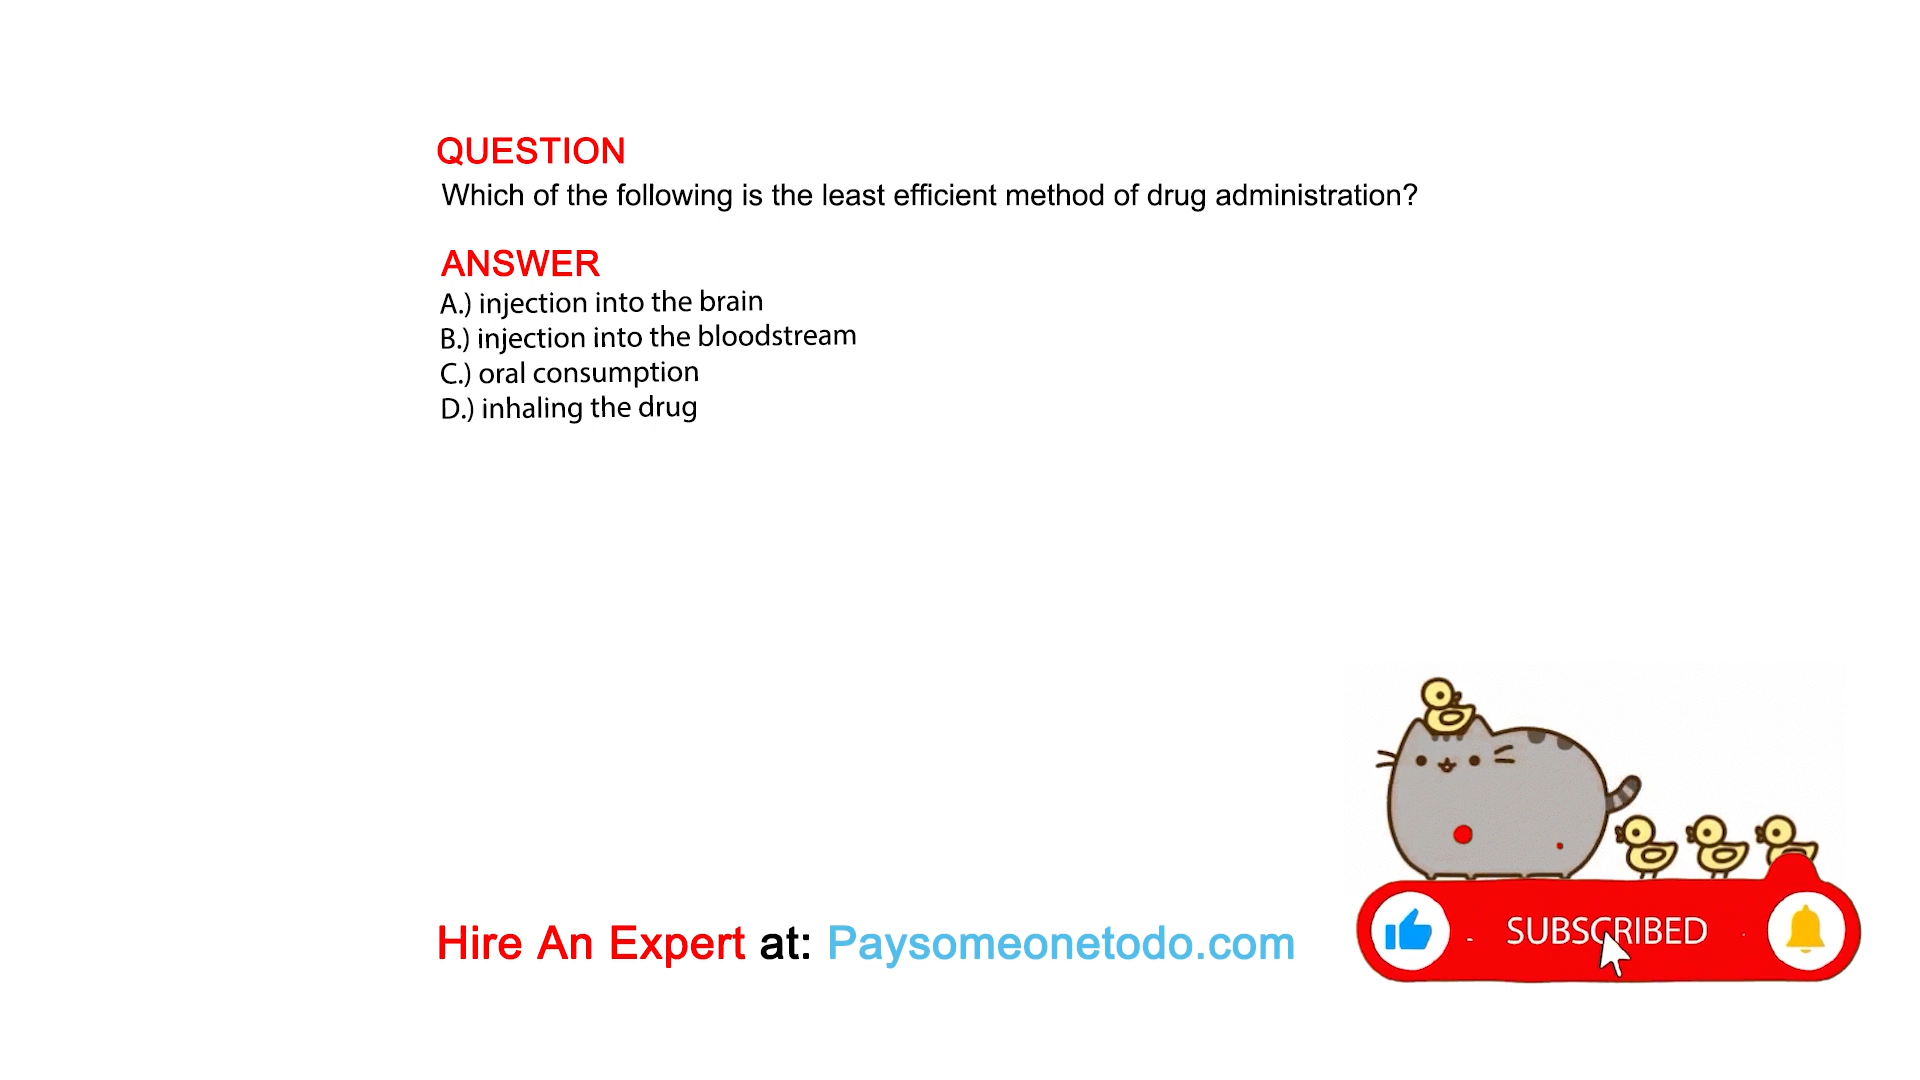 QUESTION
Which of the following is the least efficient method of drug administration?
ANSWER
A.) injection into the brain
B.) injection into the bloodstream
C.) oral consumption
D.) inhaling the drug
Hire An Expert at: Paysomeonetodo.com
SUBSCRIBED